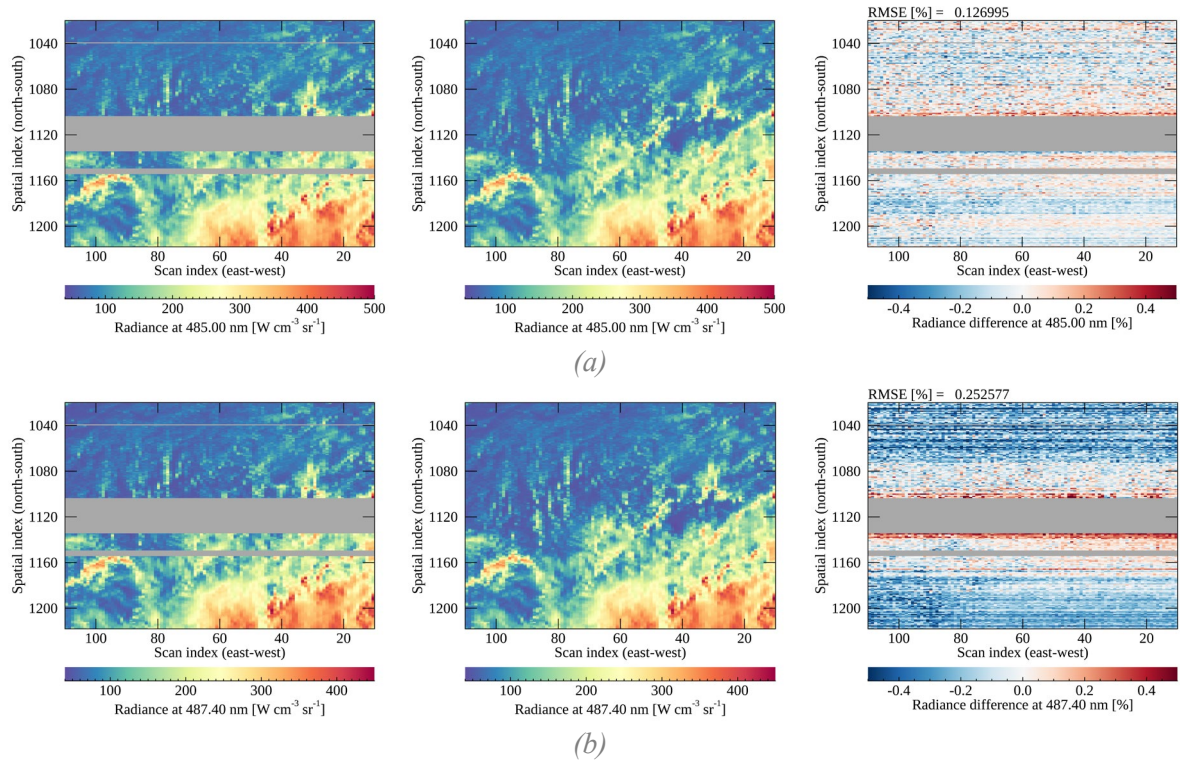 RMSE [%] = 0.126995
Spatial index (north-south)
1040
1080
1120
1160
1200
100 80 60 40 20
Scan index (east-west)
100 200 300 400 500
Radiance at 485.00 nm [W cm-3 sr-1]
Spatial index (north-south)
1040
1080
1120
1160
1200
100 80 60 40 20
Scan index (east-west)
100 200 300 400 500
Radiance at 485.00 nm [W cm-3 sr-1]
Spatial index (north-south)
1040
1080
1120
1160
1200
100 80 60 40 20
Scan index (east-west)
-0.4 -0.2 0.0 0.2 0.4
Radiance difference at 485.00 nm [%]
(a)
RMSE [%] = 0.252577
Spatial index (north-south)
1040
1080
1120
1160
1200
100 80 60 40 20
Scan index (east-west)
100 200 300 400
Radiance at 487.40 nm [W cm-3 sr-1]
Spatial index (north-south)
1040
1080
1120
1160
1200
100 80 60 40 20
Scan index (east-west)
100 200 300 400
Radiance at 487.40 nm [W cm-3 sr-1]
Spatial index (north-south)
1040
1080
1120
1160
1200
100 80 60 40 20
Scan index (east-west)
-0.4 -0.2 0.0 0.2 0.4
Radiance difference at 487.40 nm [%]
(b)